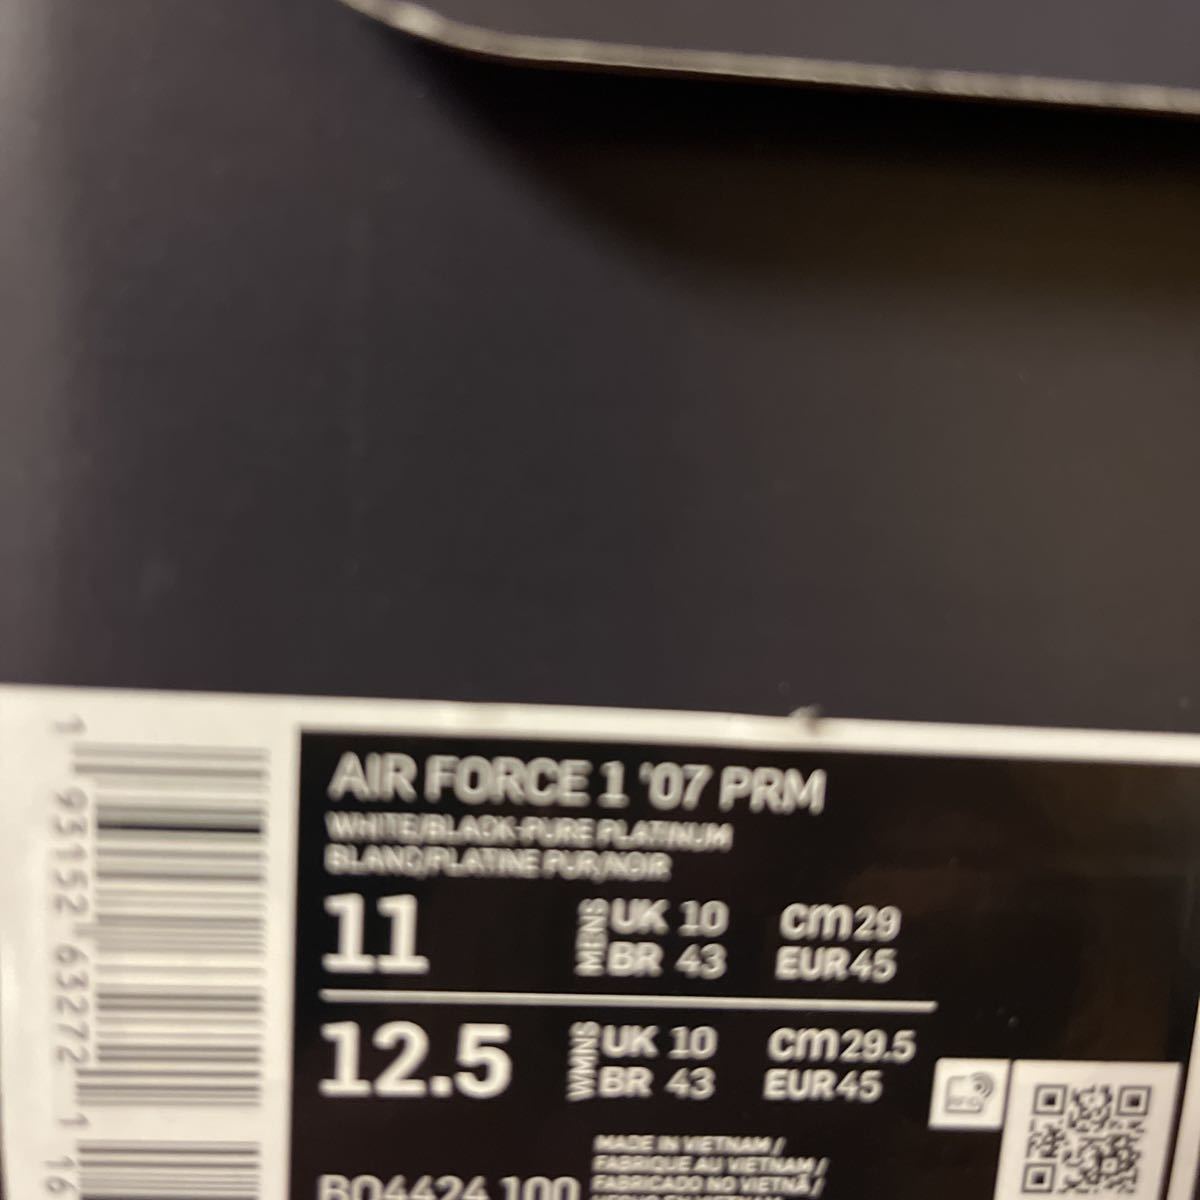 AIR FORCE 1 '07 PRM
WHITE/BLACK-PURE PLATINUM
BLANC/PLATINE PUR/NOIR
11 MENS UK 10 cm 29
BR 43 EUR 45
12.5 WMNS UK 10 cm 29.5
BR 43 EUR 45
MADE IN VIETNAM /
FABRIQUE AU VIETNAM /
FABRICADO NO VIETNÃ /
BQ4424 100
1 93152 63272 1
16